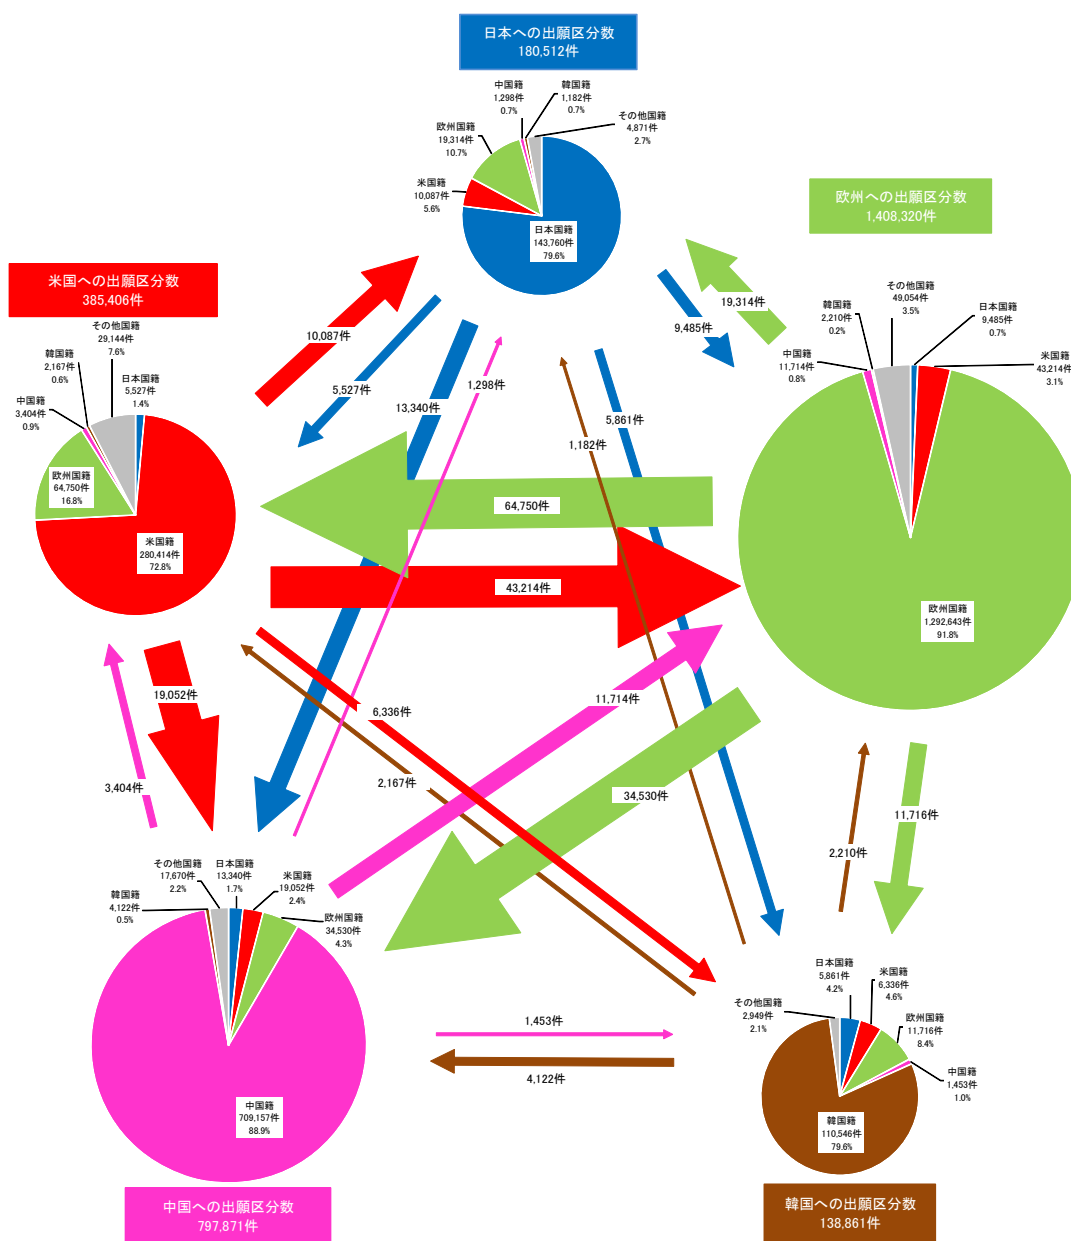 日本への出願区分数
180,512件
中国籍
1,298件
0.7%
韓国籍
1,182件
0.7%
その他国籍
4,871件
2.7%
欧州国籍
19,314件
10.7%
米国籍
10,087件
5.6%
日本国籍
143,760件
79.6%
欧州への出願区分数
1,408,320件
その他国籍
49,054件
3.5%
韓国籍
2,210件
0.2%
日本国籍
9,485件
0.7%
中国籍
11,714件
0.8%
米国籍
43,214件
3.1%
欧州国籍
1,292,643件
91.8%
米国への出願区分数
385,406件
その他国籍
29,144件
7.6%
韓国籍
2,167件
0.6%
日本国籍
5,527件
1.4%
中国籍
3,404件
0.9%
欧州国籍
64,750件
16.8%
米国籍
280,414件
72.8%
10,087件
5,527件
13,340件
1,298件
19,314件
9,485件
5,861件
1,182件
64,750件
43,214件
19,052件
3,404件
6,336件
2,167件
11,714件
34,530件
11,716件
2,210件
1,453件
4,122件
その他国籍
17,670件
2.2%
日本国籍
13,340件
1.7%
米国籍
19,052件
2.4%
韓国籍
4,122件
0.5%
欧州国籍
34,530件
4.3%
中国籍
709,157件
88.9%
中国への出願区分数
797,871件
日本国籍
5,861件
4.2%
米国籍
6,336件
4.6%
その他国籍
2,949件
2.1%
欧州国籍
11,716件
8.4%
中国籍
1,453件
1.0%
韓国籍
110,546件
79.6%
韓国への出願区分数
138,861件